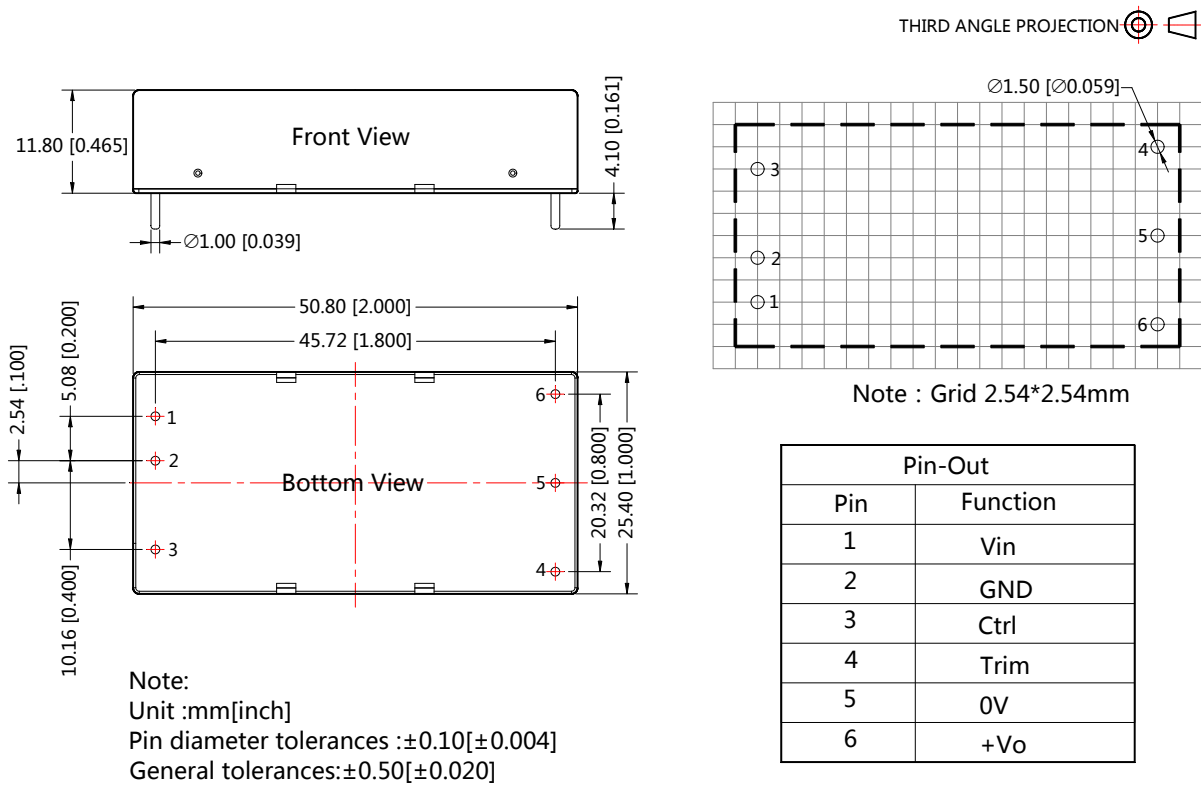 THIRD ANGLE PROJECTION
11.80 [0.465]
Front View
4.10 [0.161]
∅1.00 [0.039]
∅1.50 [∅0.059]
4
3
5
2
1
6
Note : Grid 2.54*2.54mm
50.80 [2.000]
45.72 [1.800]
2.54 [.100]
5.08 [0.200]
10.16 [0.400]
1
2
3
6
5
4
Bottom View
20.32 [0.800]
25.40 [1.000]
Note:
Unit :mm[inch]
Pin diameter tolerances :±0.10[±0.004]
General tolerances:±0.50[±0.020]
Pin-Out
Pin Function
1 Vin
2 GND
3 Ctrl
4 Trim
5 0V
6 +Vo